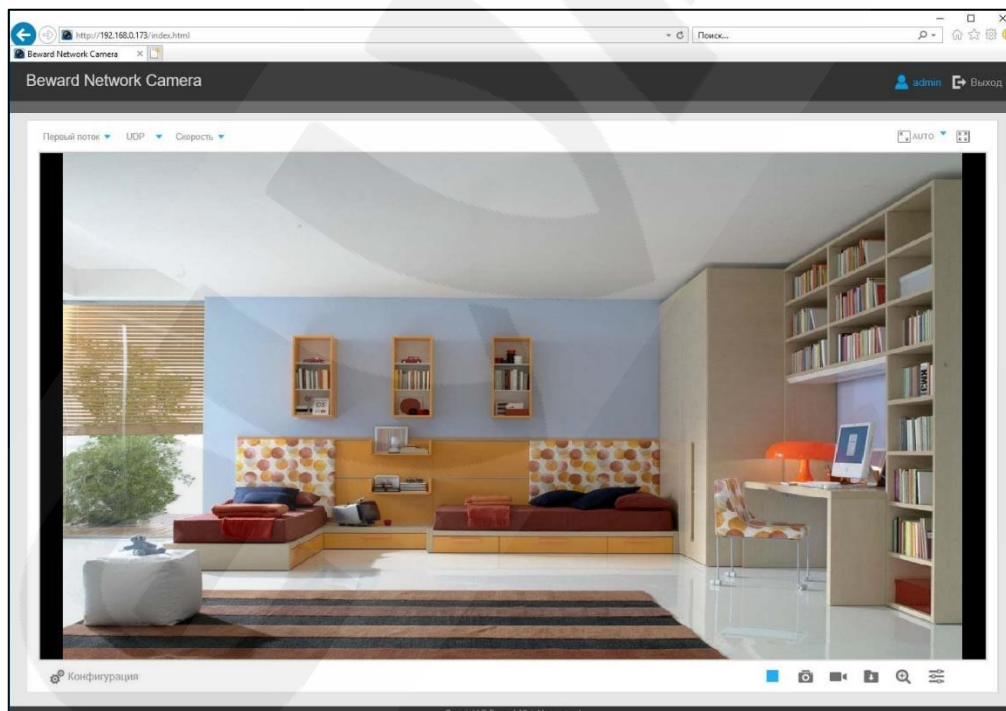 http://192.168.0.173/index.html
Поиск...
Beward Network Camera
Beward Network Camera
admin
Выход
Первый поток
UDP
Скорость
AUTO
Конфигурация